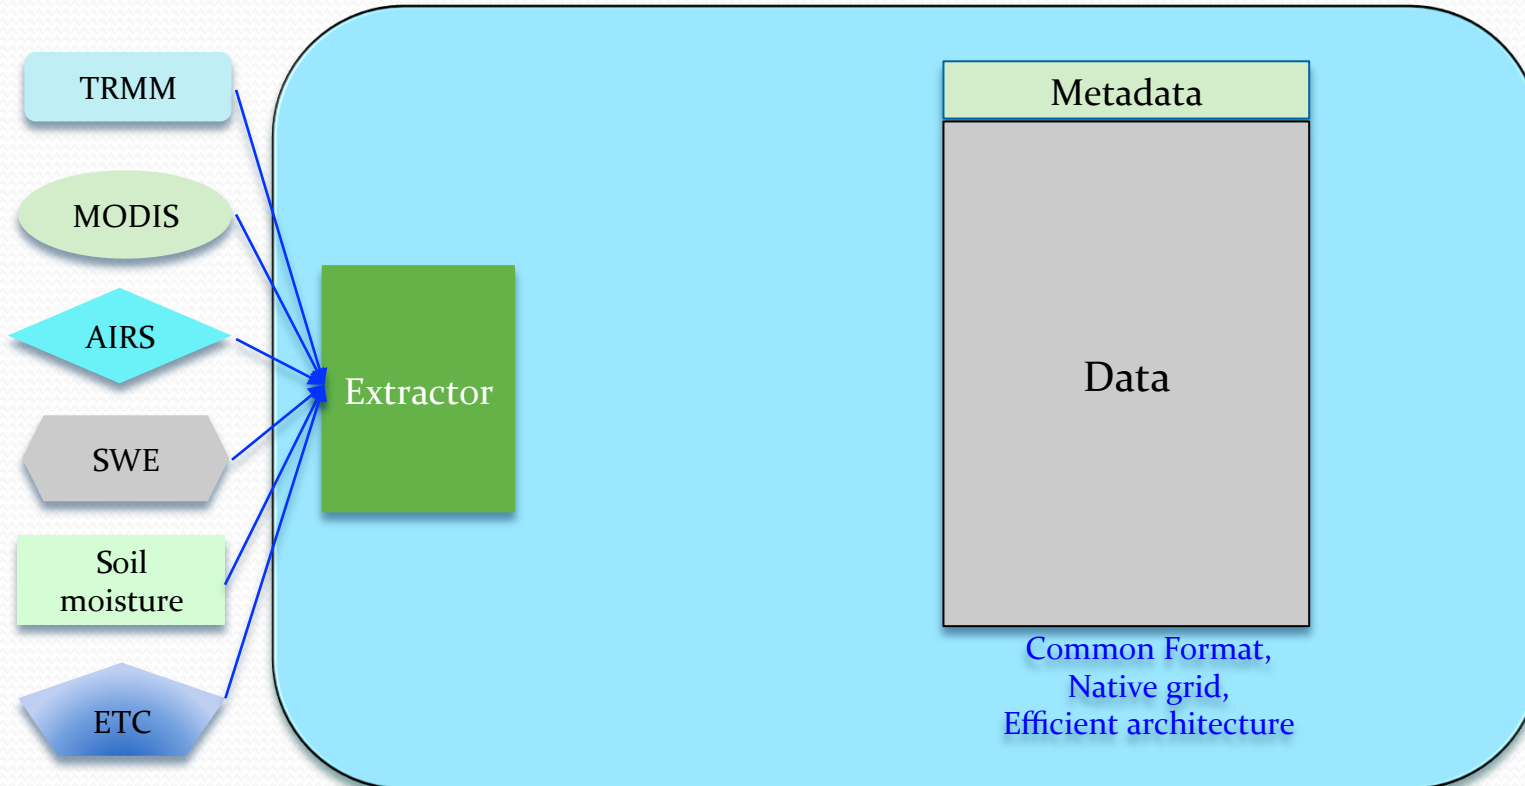 TRMM
MODIS
AIRS
SWE
Soil
moisture
ETC
Extractor
Metadata
Data
Common Format,
Native grid,
Efficient architecture